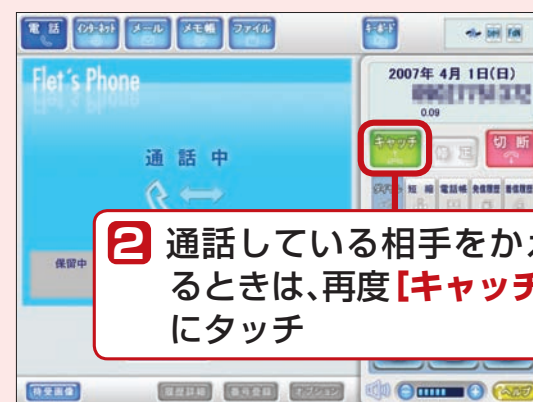 電話 インターネット メール メモ帳 ファイル キーボード
Flet's Phone
2007年 4月 1日(日)
0.09
通話中
キャッチ 切断
短縮 電話帳 発信履歴 着信履歴
保留中
2 通話している相手をかえ
るときは、再度[キャッチ
にタッチ
待受画像 履歴詳細 番号登録 オプション ヘルプ